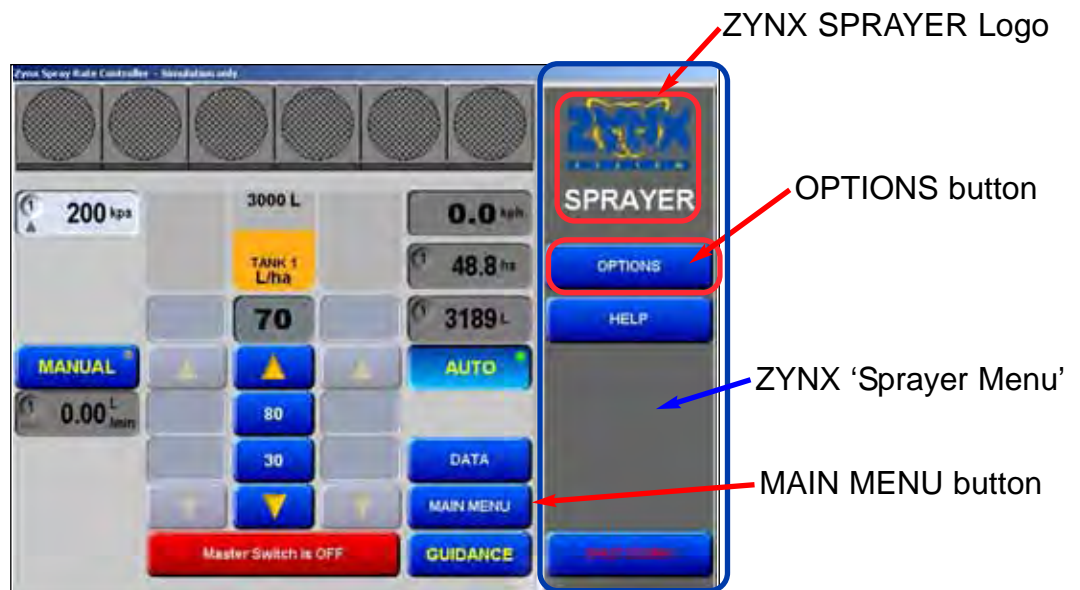 ZYNX SPRAYER Logo
Zynx Spray Rate Controller - Simulation only
ZYNX
SPRAYER
OPTIONS button
200 kpa
3000 L
0.0 kph
TANK 1
L/ha
48.8 ha
OPTIONS
70
3189 L
HELP
MANUAL
AUTO
ZYNX ‘Sprayer Menu’
0.00 L/min
80
30
DATA
MAIN MENU button
MAIN MENU
Master Switch is OFF
GUIDANCE